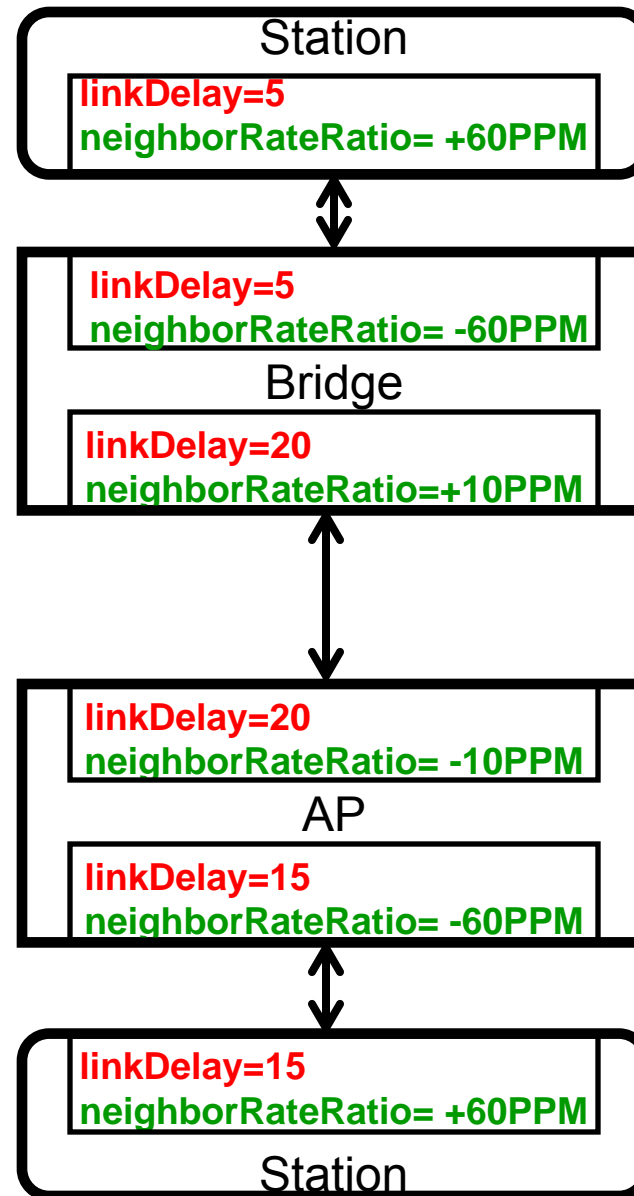 Station
linkDelay=5
neighborRateRatio= +60PPM
linkDelay=5
neighborRateRatio= -60PPM
Bridge
linkDelay=20
neighborRateRatio=+10PPM
linkDelay=20
neighborRateRatio= -10PPM
AP
linkDelay=15
neighborRateRatio= -60PPM
linkDelay=15
neighborRateRatio= +60PPM
Station